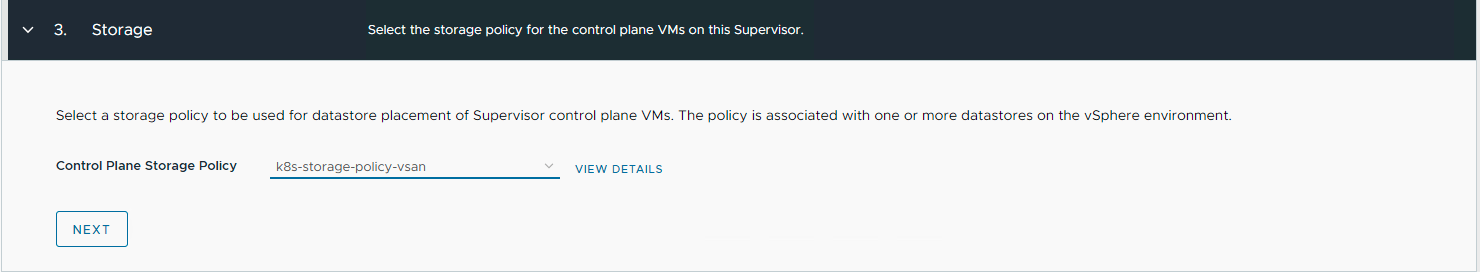 3. Storage Select the storage policy for the control plane VMs on this Supervisor.
Select a storage policy to be used for datastore placement of Supervisor control plane VMs. The policy is associated with one or more datastores on the vSphere environment.
Control Plane Storage Policy k8s-storage-policy-vsan VIEW DETAILS
NEXT